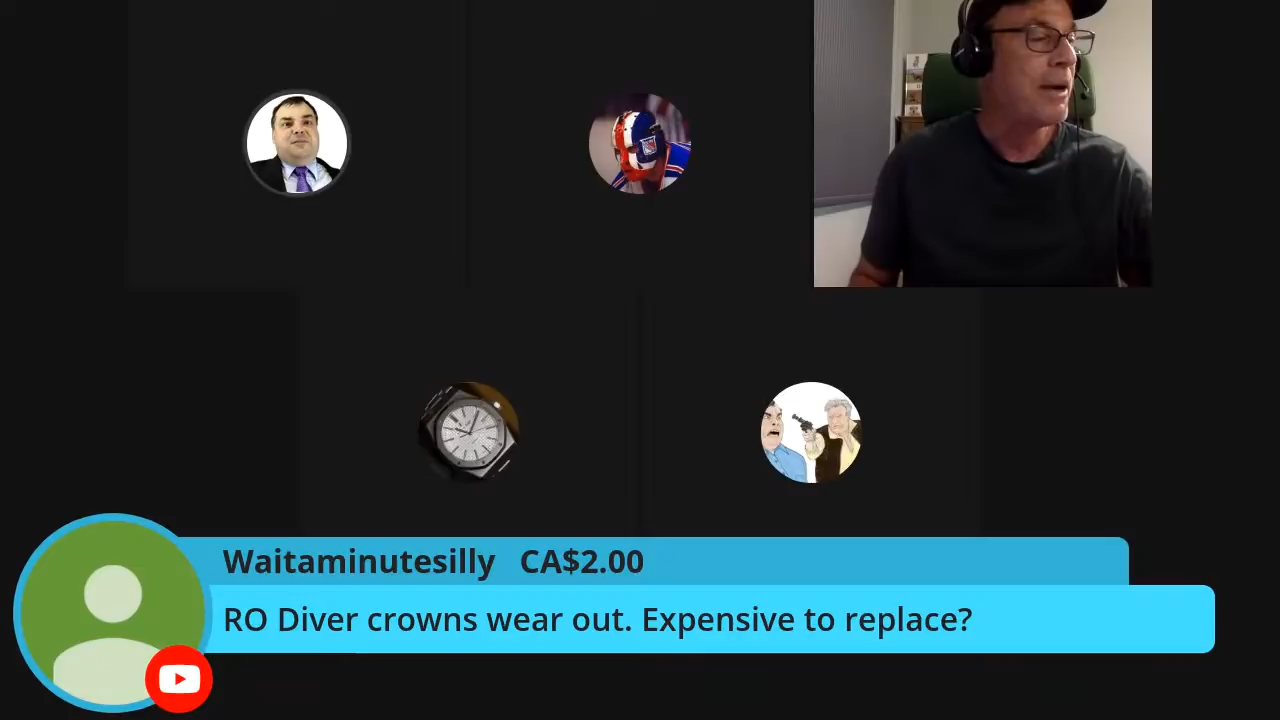 Waitaminutesilly CA$2.00
RO Diver crowns wear out. Expensive to replace?